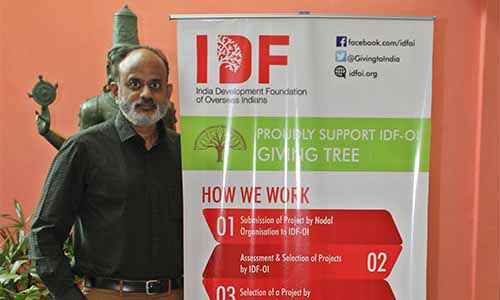 IDF
India Development Foundation
of Overseas Indians
facebook.com/idfoi
@GivingtoIndia
idfoi.org
PROUDLY SUPPORT IDF-OI
GIVING TREE
HOW WE WORK
01
Submission of Project by Nodal
Organisation to IDF-OI
Assessment & Selection of Projects
by IDF-OI
02
03
Selection of a Project by